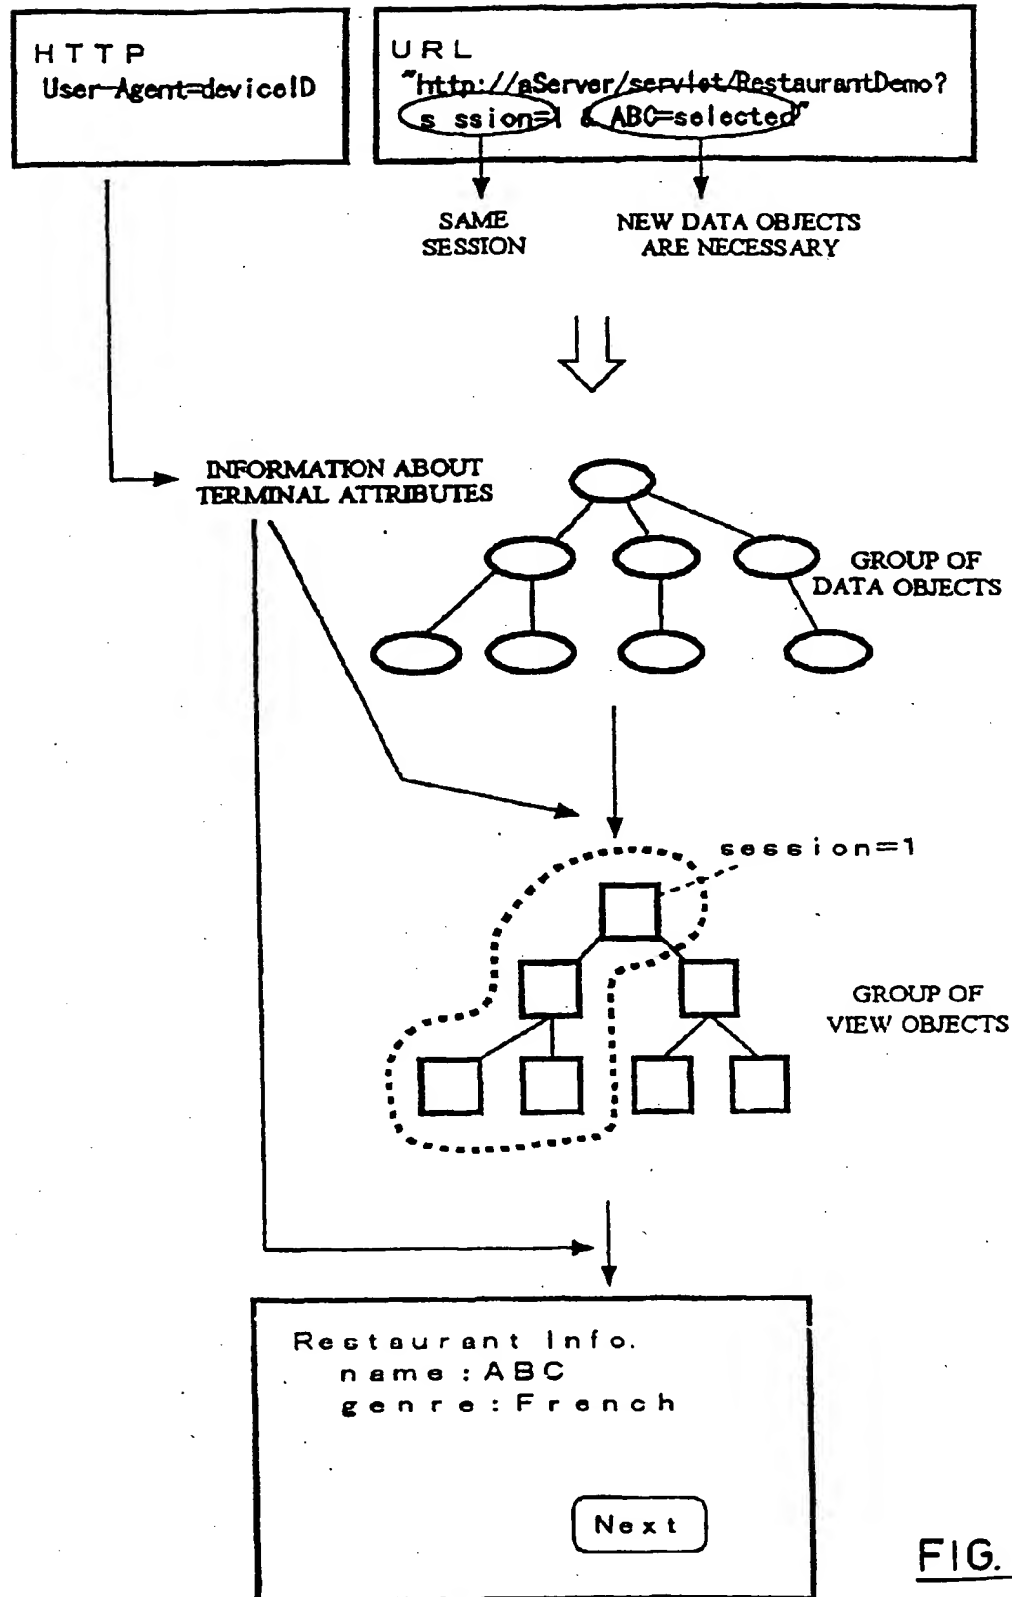 HTTP
User-Agent=deviceID
URL
"http://aServer/servlet/RestaurantDemo?
s ssion=1 & ABC=selected"
SAME
SESSION
NEW DATA OBJECTS
ARE NECESSARY
INFORMATION ABOUT
TERMINAL ATTRIBUTES
GROUP OF
DATA OBJECTS
session=1
GROUP OF
VIEW OBJECTS
Restaurant Info.
name:ABC
genre:French
Next
FIG.